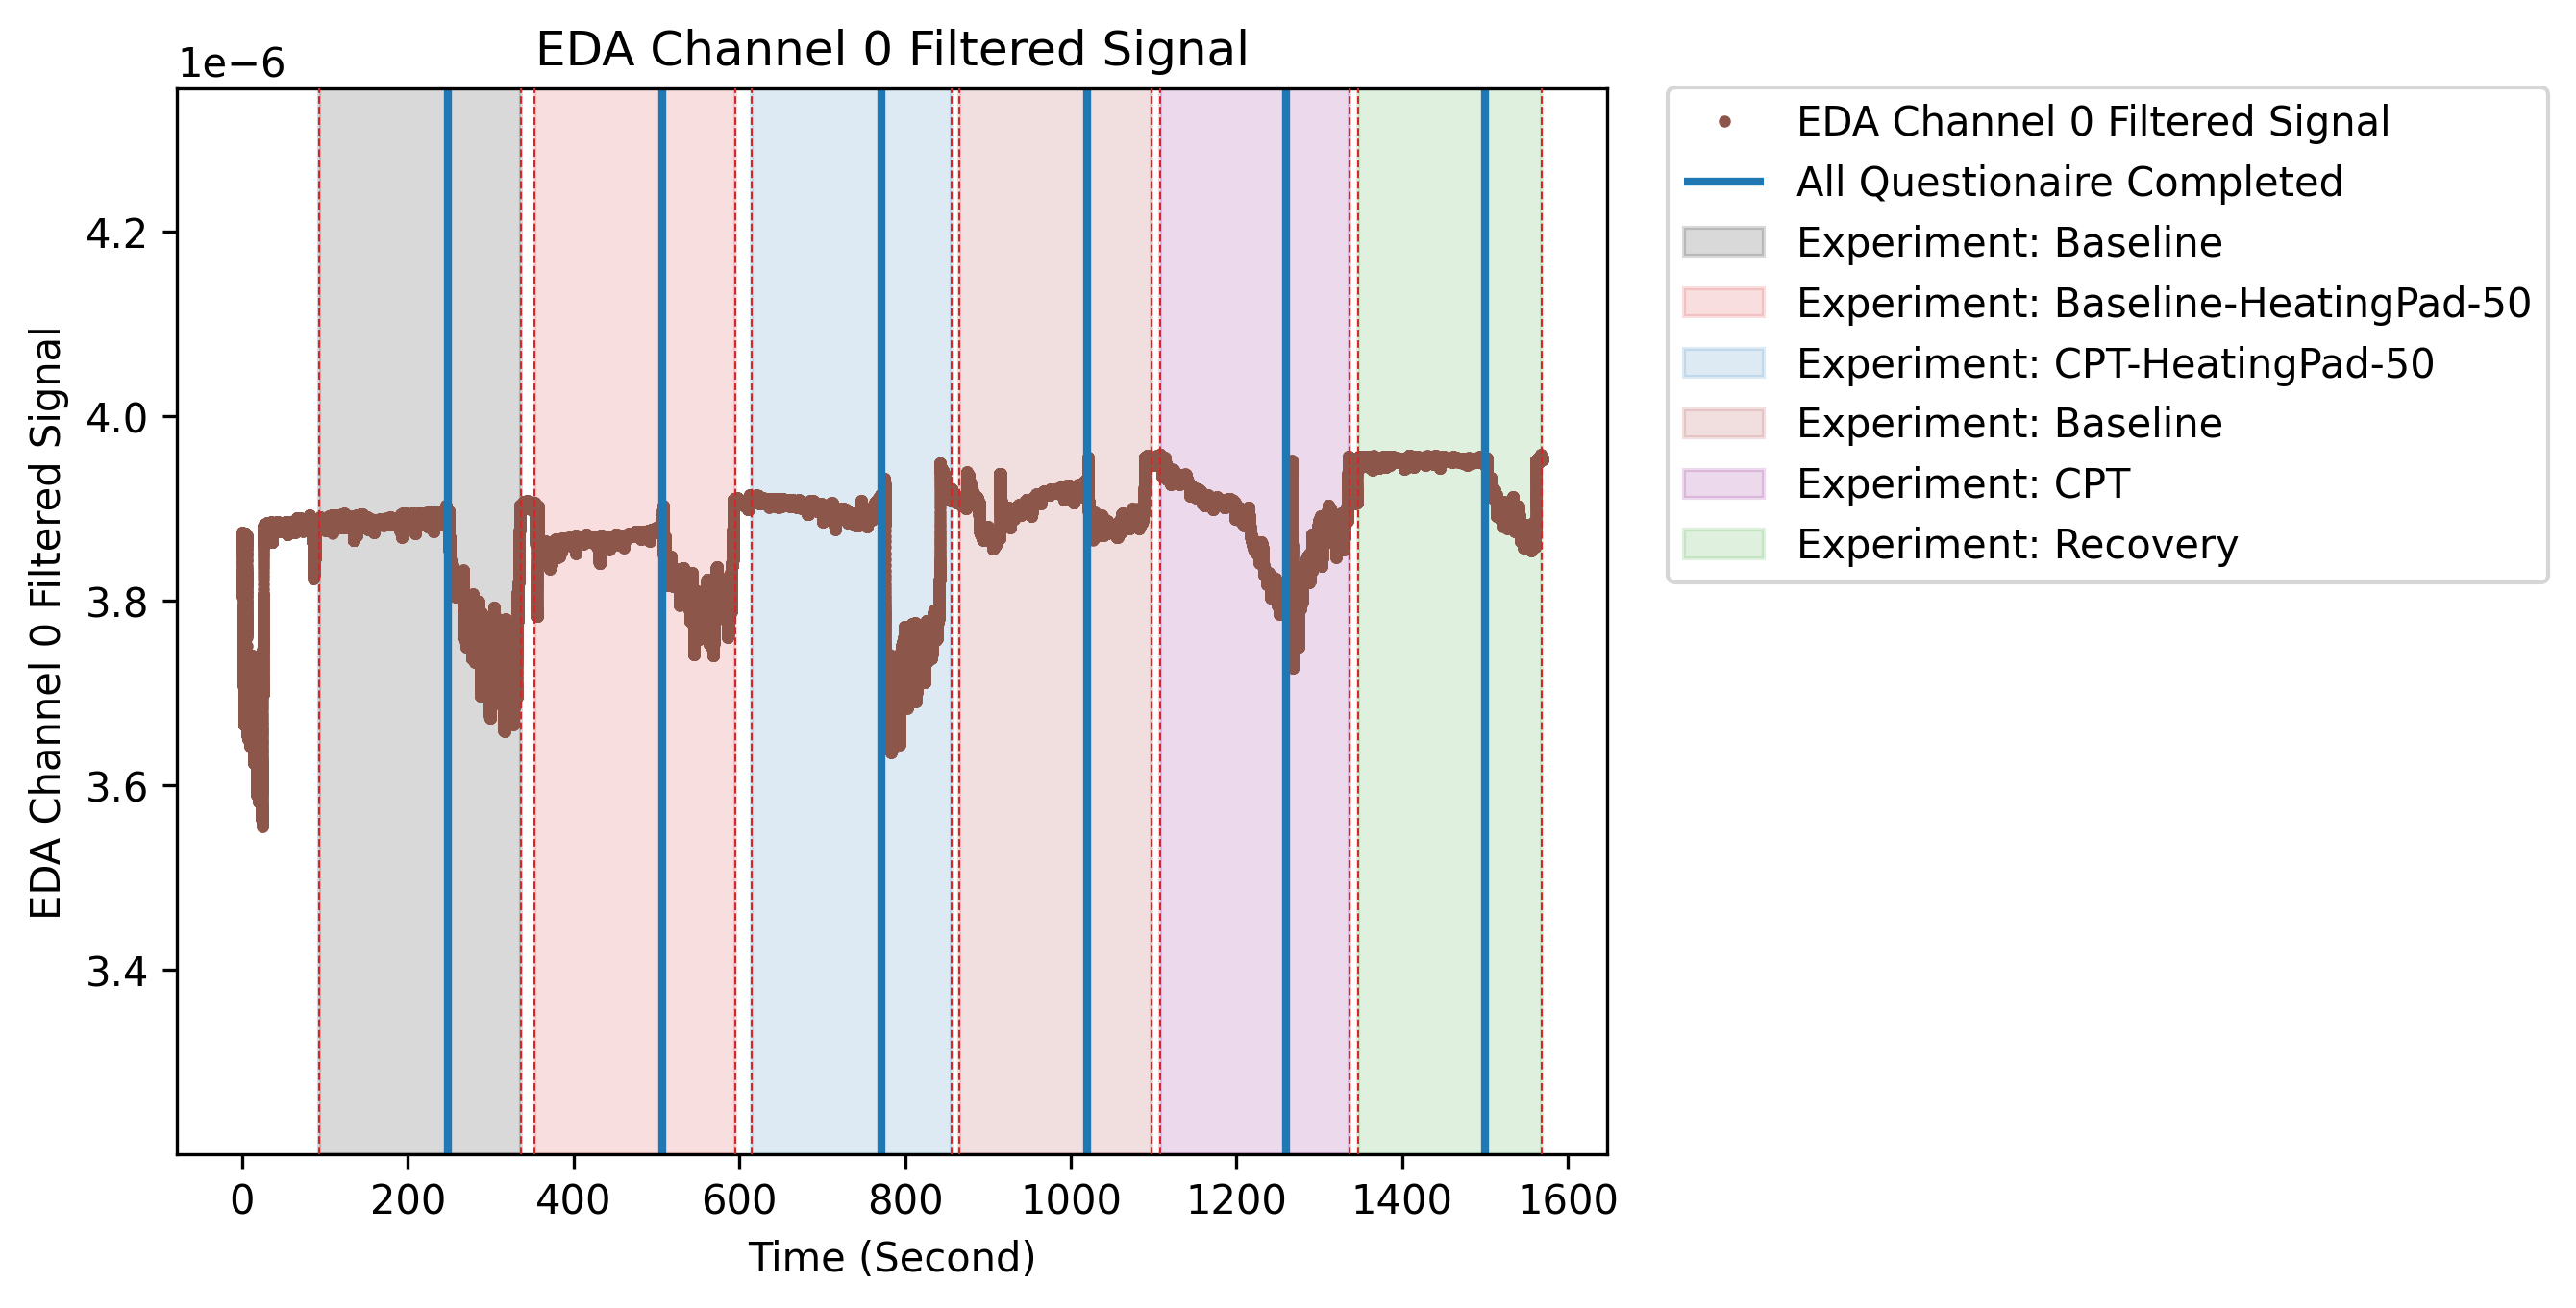 EDA Channel 0 Filtered Signal
1e−6
EDA Channel 0 Filtered Signal
4.2
4.0
3.8
3.6
3.4
0 200 400 600 800 1000 1200 1400 1600
Time (Second)
EDA Channel 0 Filtered Signal
All Questionaire Completed
Experiment: Baseline
Experiment: Baseline-HeatingPad-50
Experiment: CPT-HeatingPad-50
Experiment: Baseline
Experiment: CPT
Experiment: Recovery